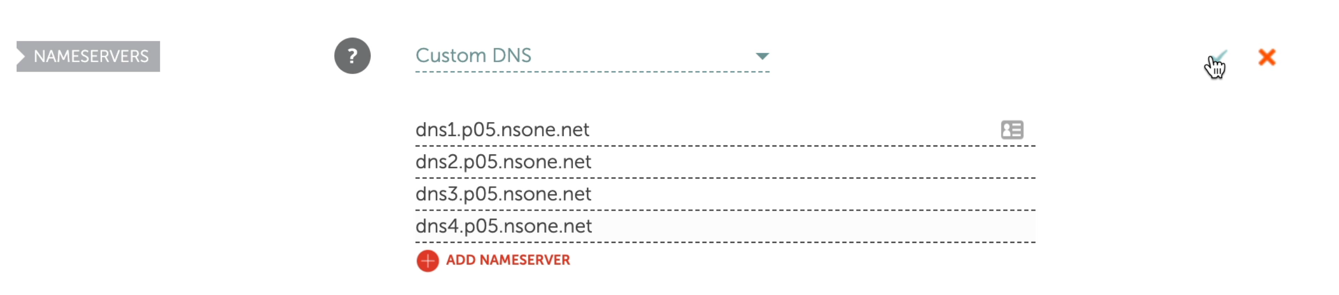 NAMESERVERS
?
Custom DNS
dns1.p05.nsone.net
dns2.p05.nsone.net
dns3.p05.nsone.net
dns4.p05.nsone.net
ADD NAMESERVER